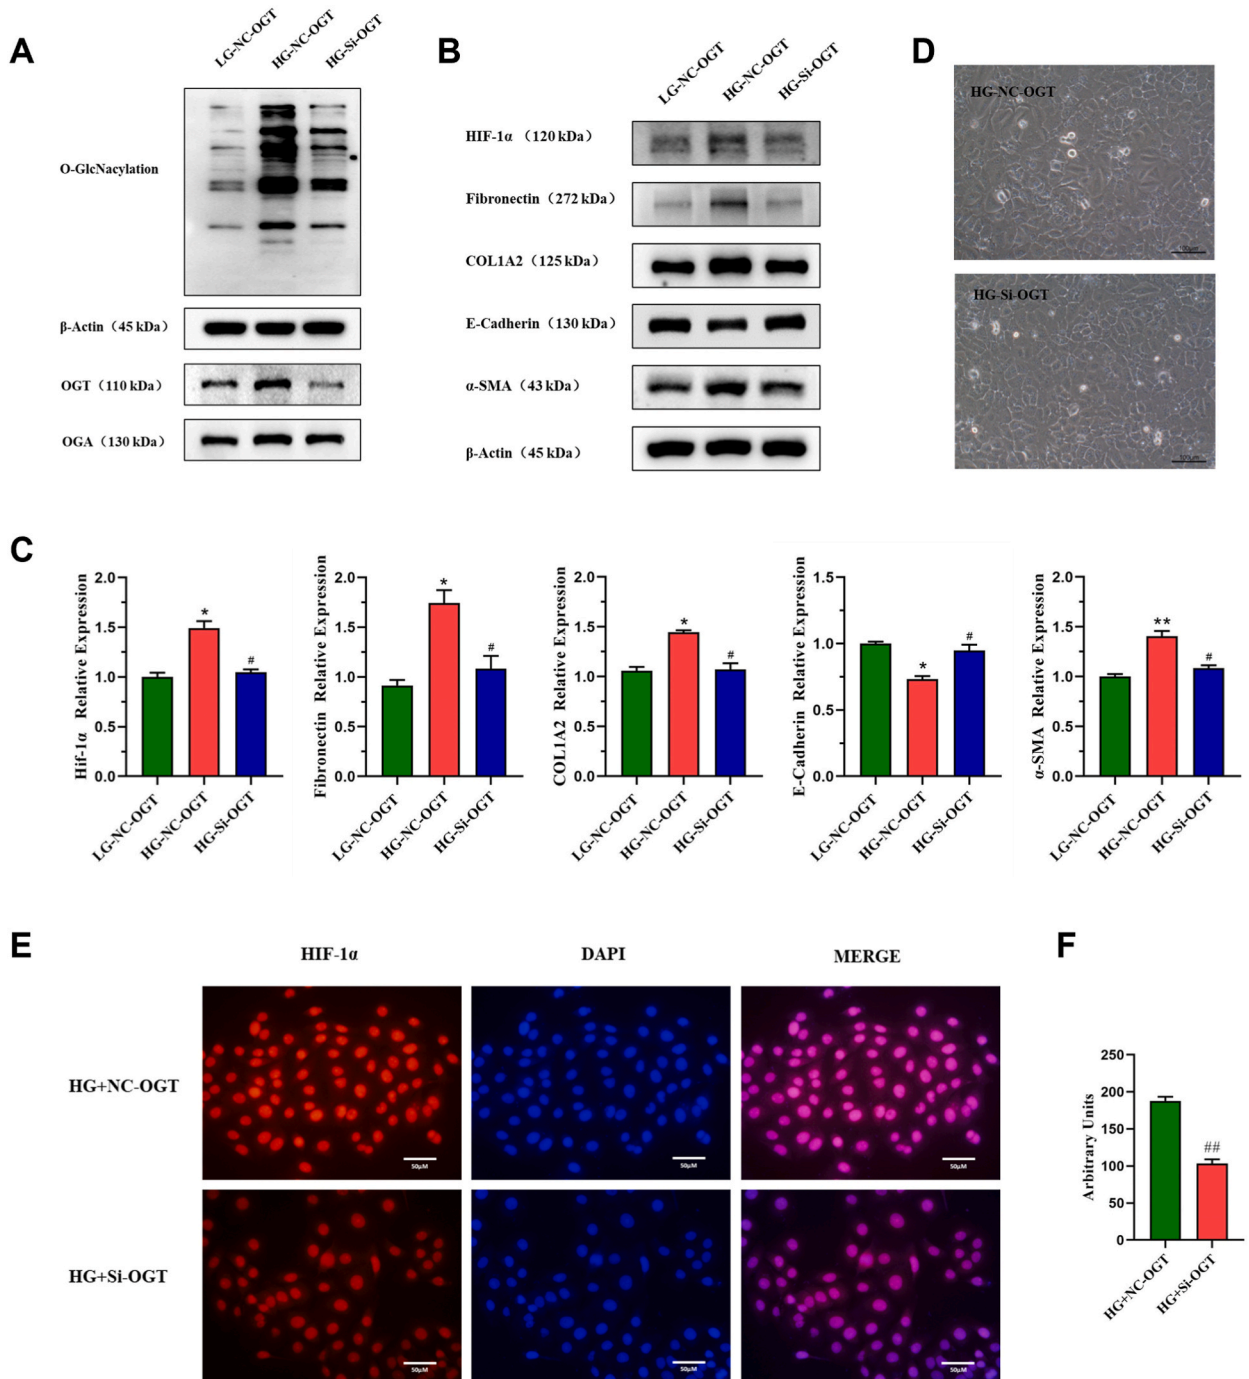 A
LG-NC-OGT
HG-NC-OGT
HG-Si-OGT
O-GlcNacylation
β-Actin（45 kDa）
OGT（110 kDa）
OGA（130 kDa）
B
LG-NC-OGT
HG-NC-OGT
HG-Si-OGT
HIF-1α （120 kDa）
Fibronectin（272 kDa）
COL1A2（125 kDa）
E-Cadherin（130 kDa）
α-SMA（43 kDa）
β-Actin（45 kDa）
D
HG-NC-OGT
100μm
HG-Si-OGT
100μm
C
Hif-1α Relative Expression
2.0
1.5
1.0
0.5
0.0
*
#
LG-NC-OGT
HG-NC-OGT
HG-Si-OGT
Fibronectin Relative Expression
2.0
1.5
1.0
0.5
0.0
*
#
LG-NC-OGT
HG-NC-OGT
HG-Si-OGT
COL1A2 Relative Expression
2.0
1.5
1.0
0.5
0.0
*
#
LG-NC-OGT
HG-NC-OGT
HG-Si-OGT
E-Cadherin Relative Expression
1.5
1.0
0.5
0.0
*
#
LG-NC-OGT
HG-NC-OGT
HG-Si-OGT
α-SMA Relative Expression
2.0
1.5
1.0
0.5
0.0
**
#
LG-NC-OGT
HG-NC-OGT
HG-Si-OGT
E
HIF-1α
DAPI
MERGE
HG+NC-OGT
50μM
50μM
50μM
HG+Si-OGT
50μM
50μM
50μM
F
Arbitrary Units
250
200
150
100
50
0
##
HG+NC-OGT
HG+Si-OGT